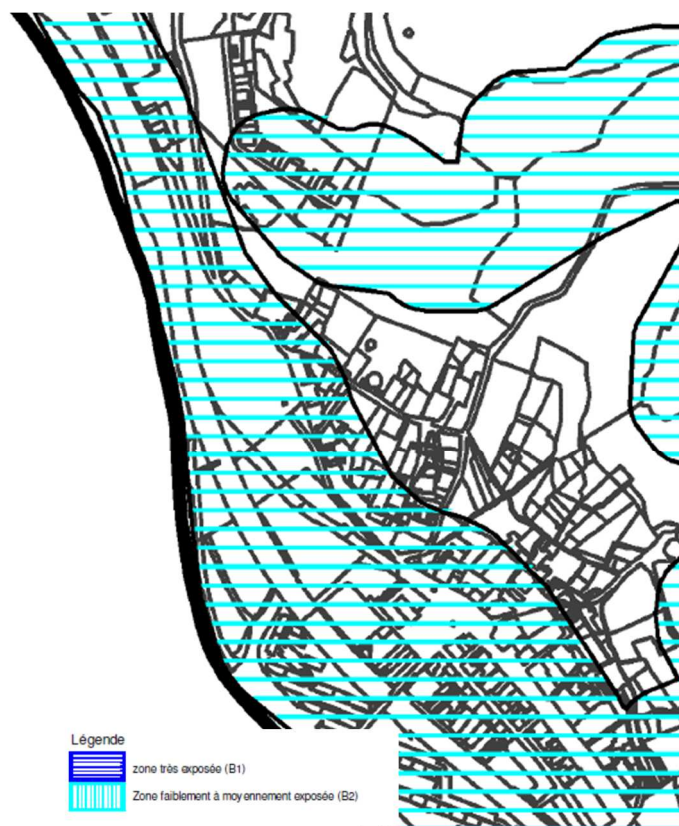 Légende
zone très exposée (B1)
Zone faiblement à moyennement exposée (B2)